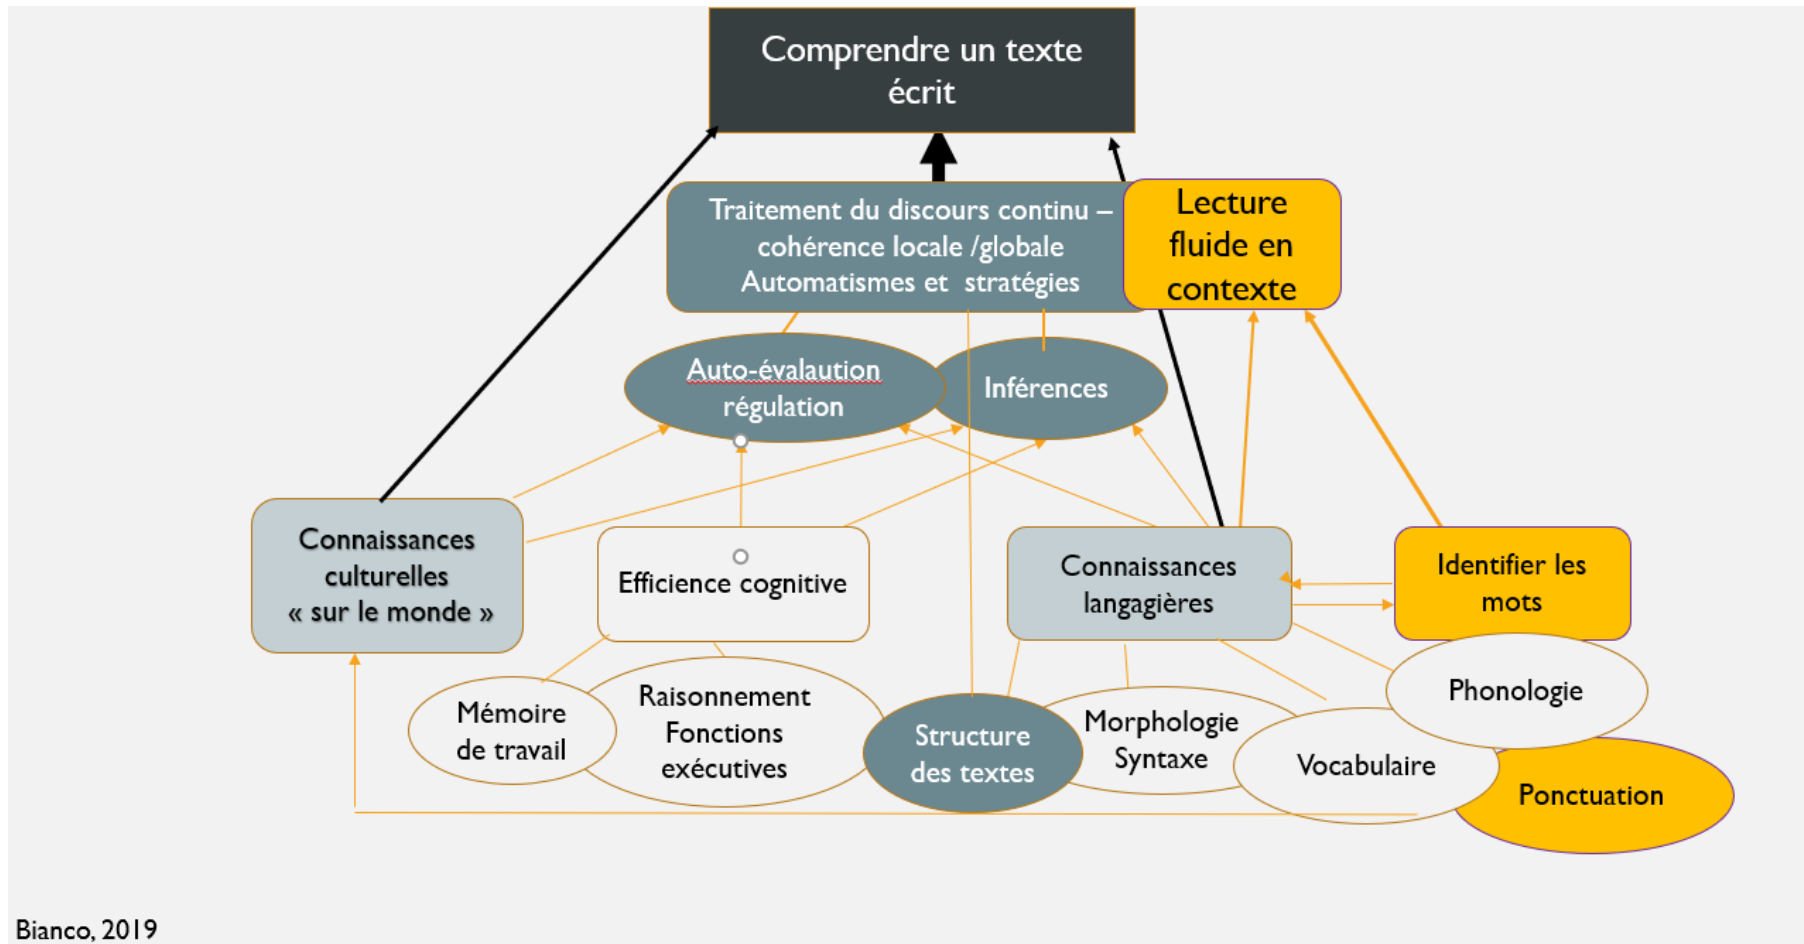 Comprendre un texte
écrit
Traitement du discours continu –
cohérence locale /globale
Automatismes et  stratégies
Lecture
fluide en
contexte
Auto-évalaution
régulation
Inférences
Connaissances
culturelles
« sur le monde »
Efficience cognitive
Connaissances
langagières
Identifier les
mots
Mémoire
de travail
Raisonnement
Fonctions
exécutives
Structure
des textes
Morphologie
Syntaxe
Vocabulaire
Phonologie
Ponctuation
Bianco, 2019